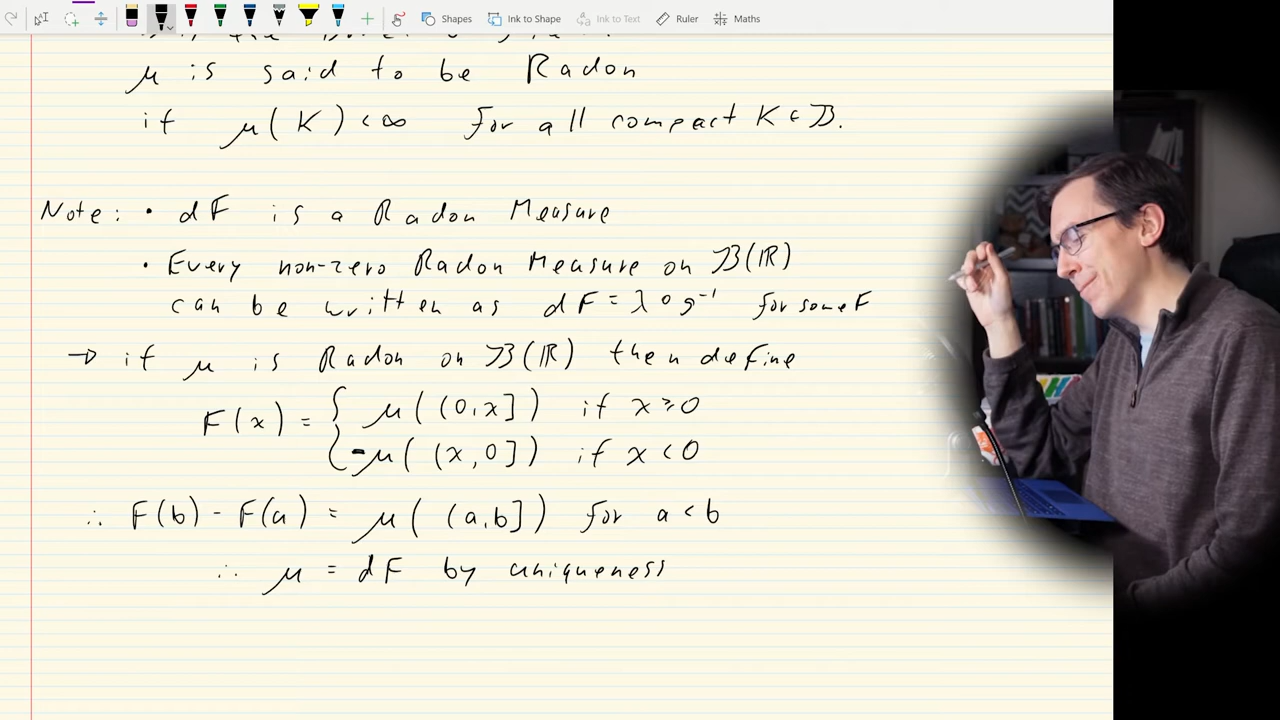 Shapes Ink to Shape Ink to Text Ruler Maths
μ is said to be Radon
if μ(K) < ∞ for all compact K ∈ B.
Note: • dF is a Radon Measure
• Every non-zero Radon Measure on B(ℝ)
can be written as dF = λ∘g⁻¹ for some F
→ if μ is Radon on B(ℝ) then define
F(x) = { μ((0,x]) if x ≥ 0
-μ((x,0]) if x < 0
∴ F(b) - F(a) = μ((a,b]) for a < b
∴ μ = dF by uniqueness